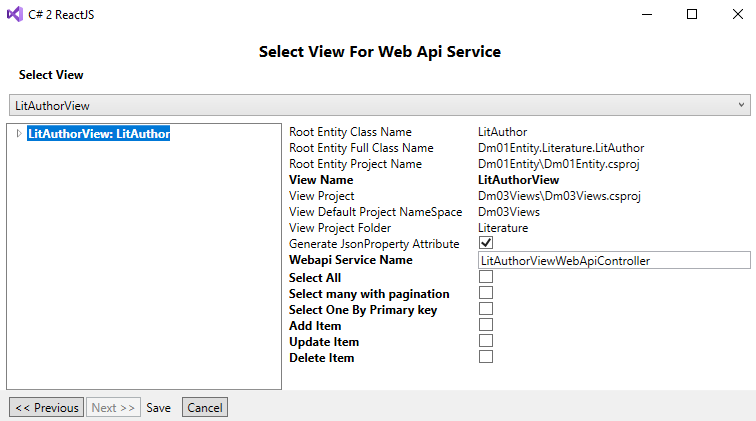 C# 2 ReactJS
Select View For Web Api Service
Select View
LitAuthorView
LitAuthorView: LitAuthor
Root Entity Class Name LitAuthor
Root Entity Full Class Name Dm01Entity.Literature.LitAuthor
Root Entity Project Name Dm01Entity\Dm01Entity.csproj
View Name LitAuthorView
View Project Dm03Views\Dm03Views.csproj
View Default Project NameSpace Dm03Views
View Project Folder Literature
Generate JsonProperty Attribute
Webapi Service Name LitAuthorViewWebApiController
Select All
Select many with pagination
Select One By Primary key
Add Item
Update Item
Delete Item
<< Previous Next >> Save Cancel